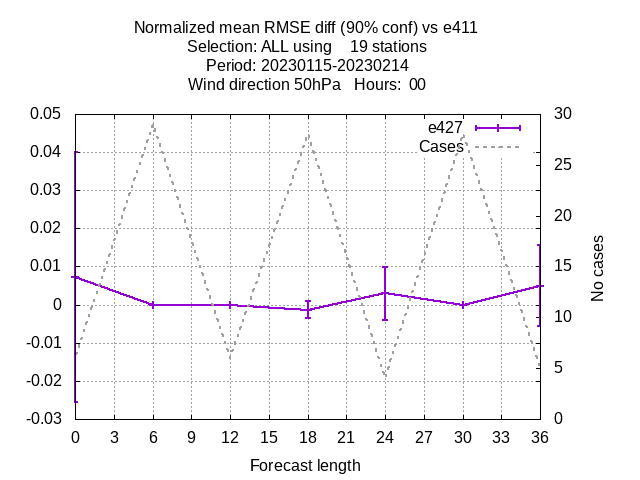 Normalized mean RMSE diff (90% conf) vs e411
Selection: ALL using    19 stations
Period: 20230115-20230214
Wind direction 50hPa   Hours:  00
0.05
0.04
0.03
0.02
0.01
0
-0.01
-0.02
-0.03
30
25
20
15
10
5
0
e427
Cases
No cases
0 3 6 9 12 15 18 21 24 27 30 33 36
Forecast length